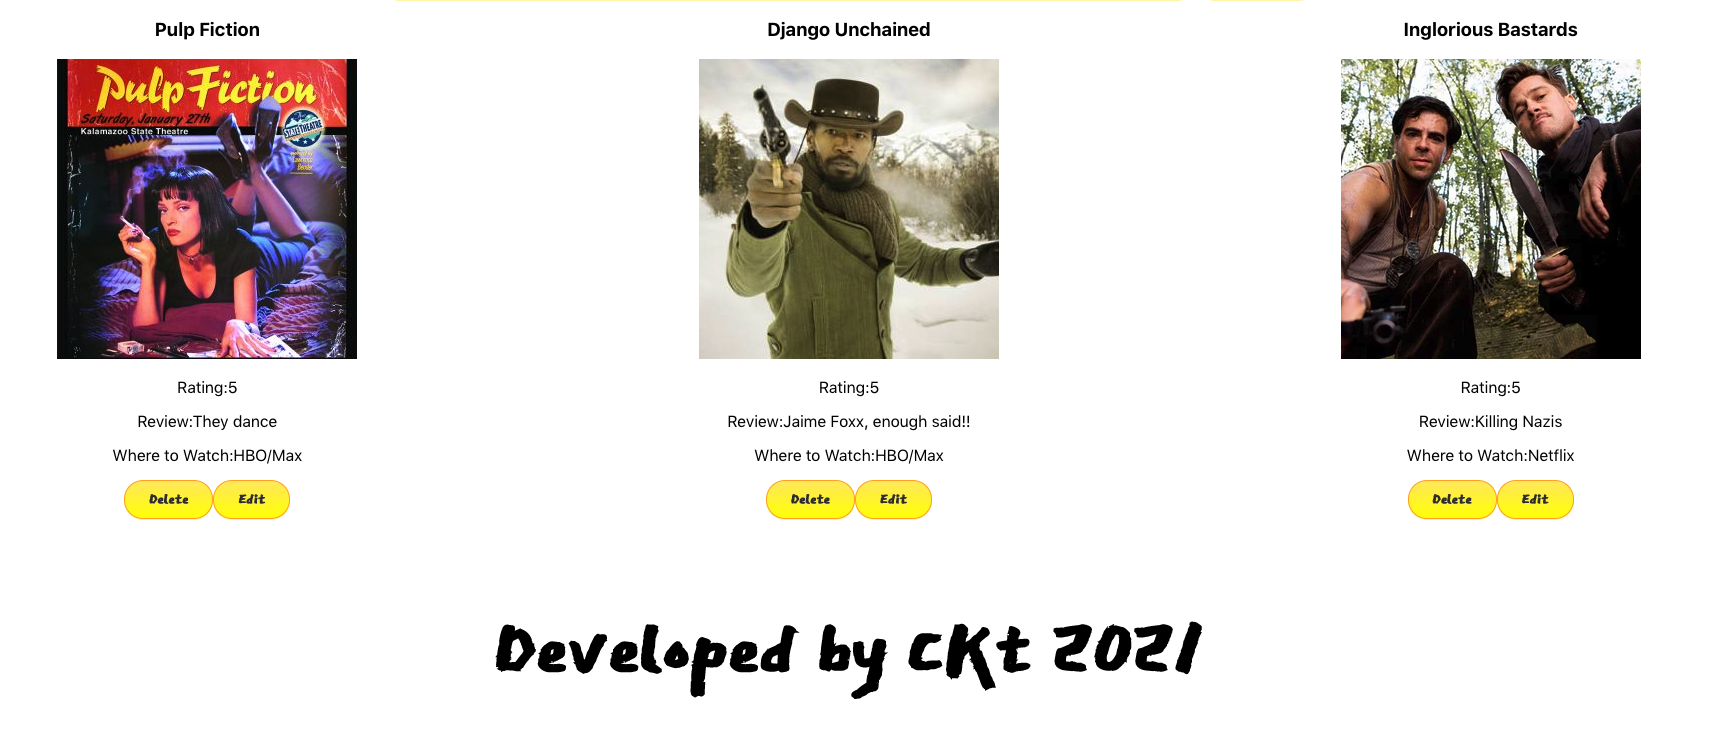 Pulp Fiction
Django Unchained
Inglorious Bastards
Pulp Fiction
Saturday, January 27th
Kalamazoo State Theatre
STATE THEATRE
Rating:5
Rating:5
Rating:5
Review:They dance
Review:Jaime Foxx, enough said!!
Review:Killing Nazis
Where to Watch:HBO/Max
Where to Watch:HBO/Max
Where to Watch:Netflix
Delete
Edit
Delete
Edit
Delete
Edit
Developed by CKt 2021